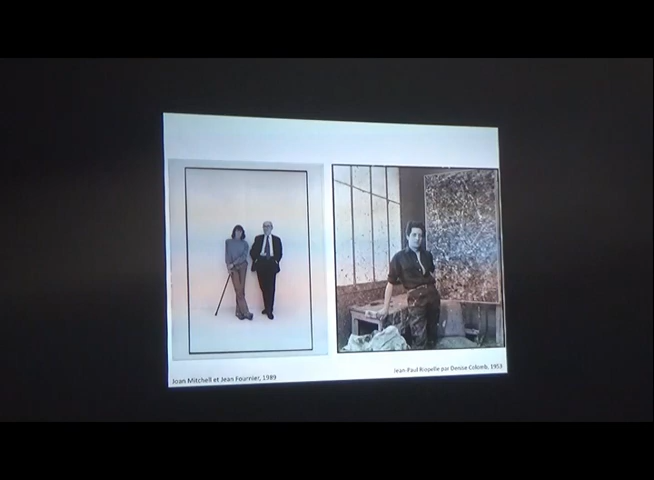 Joan Mitchell et Jean Fournier, 1989
Jean-Paul Riopelle par Denise Colomb, 1953